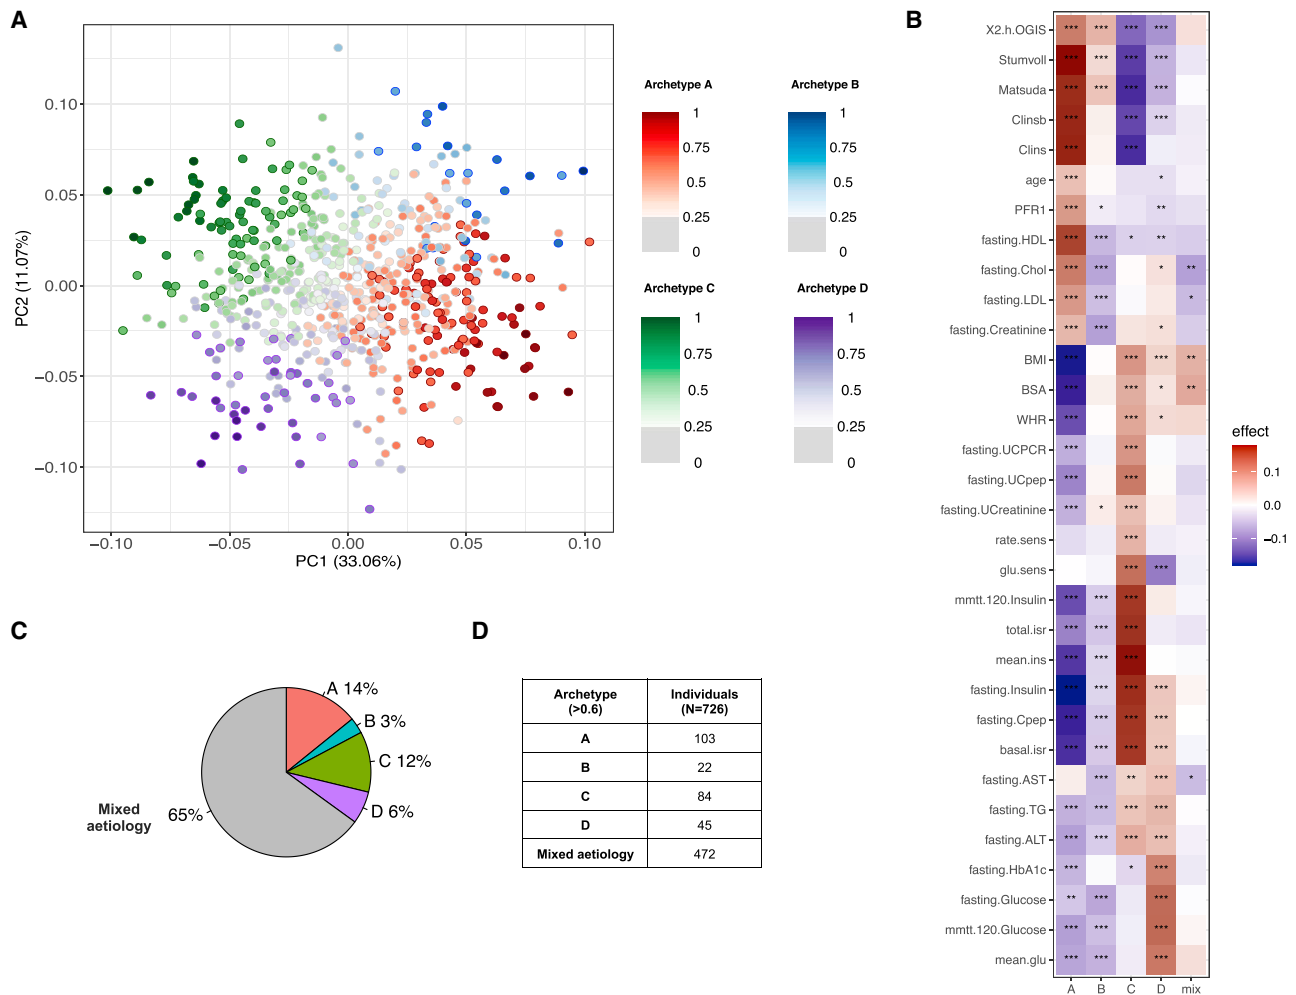 A
B
Archetype A
1
0.75
0.5
0.25
0
Archetype B
1
0.75
0.5
0.25
0
Archetype C
1
0.75
0.5
0.25
0
Archetype D
1
0.75
0.5
0.25
0
PC2 (11.07%)
0.10
0.05
0.00
−0.05
−0.10
−0.10
−0.05
0.00
0.05
0.10
PC1 (33.06%)
X2.h.OGIS *** *** *** ***
Stumvoll *** *** *** ***
Matsuda *** *** *** ***
Clinsb *** *** ***
Clins *** ***
age *** *
PFR1 *** * **
fasting.HDL *** *** * **
fasting.Chol *** *** * **
fasting.LDL *** *** *
fasting.Creatinine *** *** *
BMI *** *** *** **
BSA *** *** * **
WHR *** *** *
fasting.UCPCR *** ***
fasting.UCpep *** ***
fasting.UCreatinine *** * ***
rate.sens ***
glu.sens *** ***
mmtt.120.Insulin *** *** ***
total.isr *** *** ***
mean.ins *** *** ***
fasting.Insulin *** *** *** ***
fasting.Cpep *** *** *** ***
basal.isr *** *** *** ***
fasting.AST *** ** *** *
fasting.TG *** *** *** ***
fasting.ALT *** *** *** ***
fasting.HbA1c *** * ***
fasting.Glucose ** *** ***
mmtt.120.Glucose *** *** ***
mean.glu *** *** ***
A B C D mix
effect
0.1
0.0
−0.1
C
A 14%
B 3%
C 12%
D 6%
65%
Mixed
aetiology
D
Archetype Individuals
(>0.6) (N=726)
A 103
B 22
C 84
D 45
Mixed aetiology 472